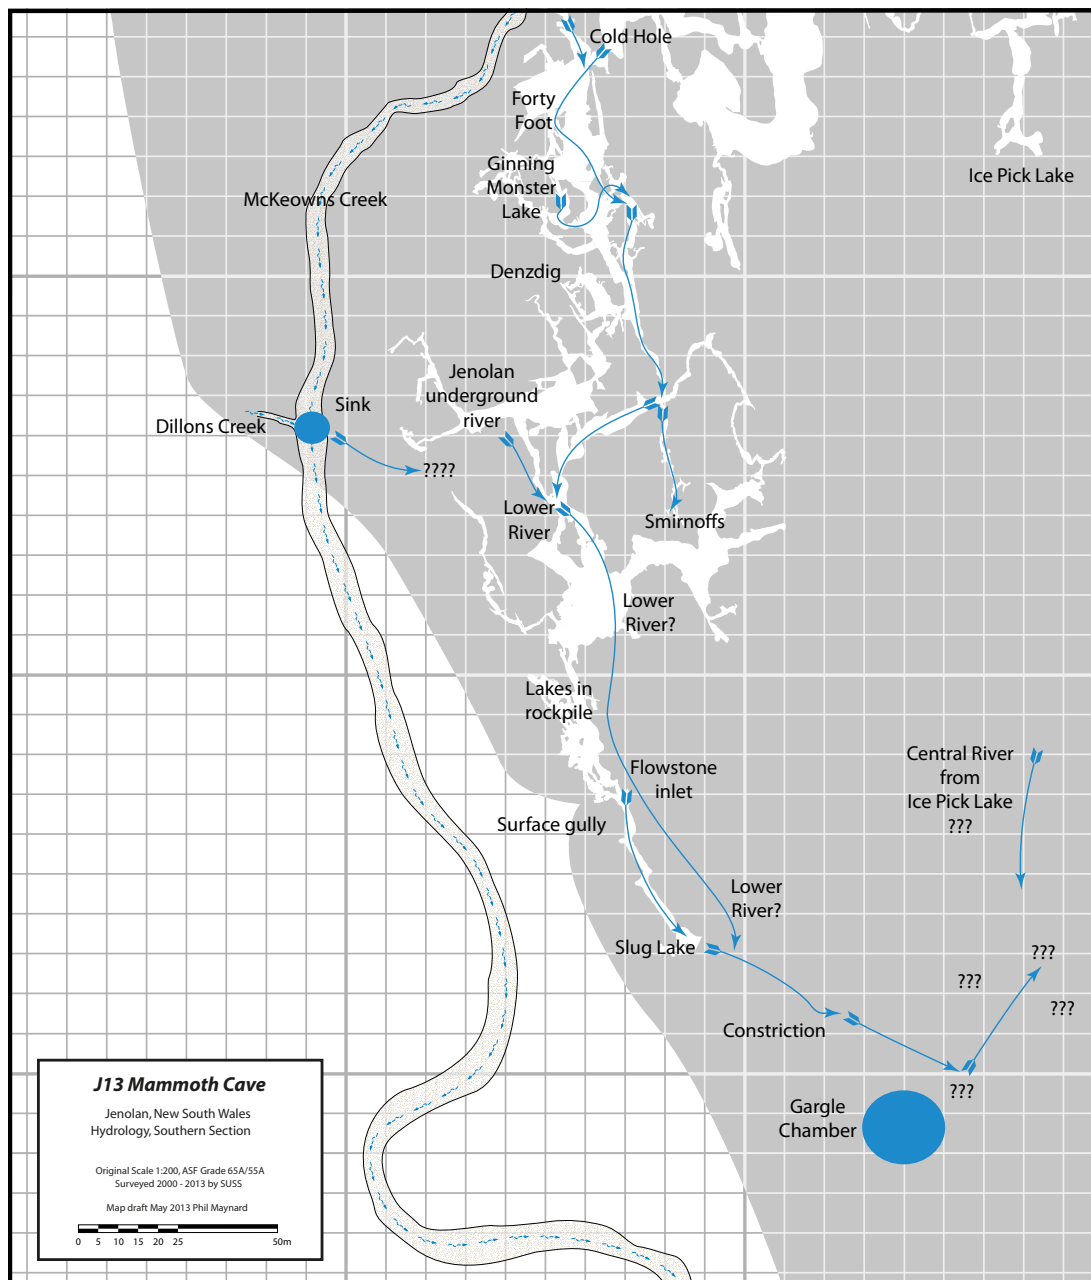 Cold Hole
Forty
Foot
Ginning
Monster
Lake
Ice Pick Lake
McKeowns Creek
Denzdig
Jenolan
underground
river
Sink
Dillons Creek
????
Lower
River
Smirnoffs
Lower
River?
Lakes in
rockpile
Flowstone
inlet
Central River
from
Ice Pick Lake
???
Surface gully
Lower
River?
Slug Lake
???
???
???
Constriction
???
Gargle
Chamber
J13 Mammoth Cave
Jenolan, New South Wales
Hydrology, Southern Section
Original Scale 1:200, ASF Grade 65A/55A
Surveyed 2000 - 2013 by SUSS
Map draft May 2013 Phil Maynard
0 5 10 15 20 25 50m